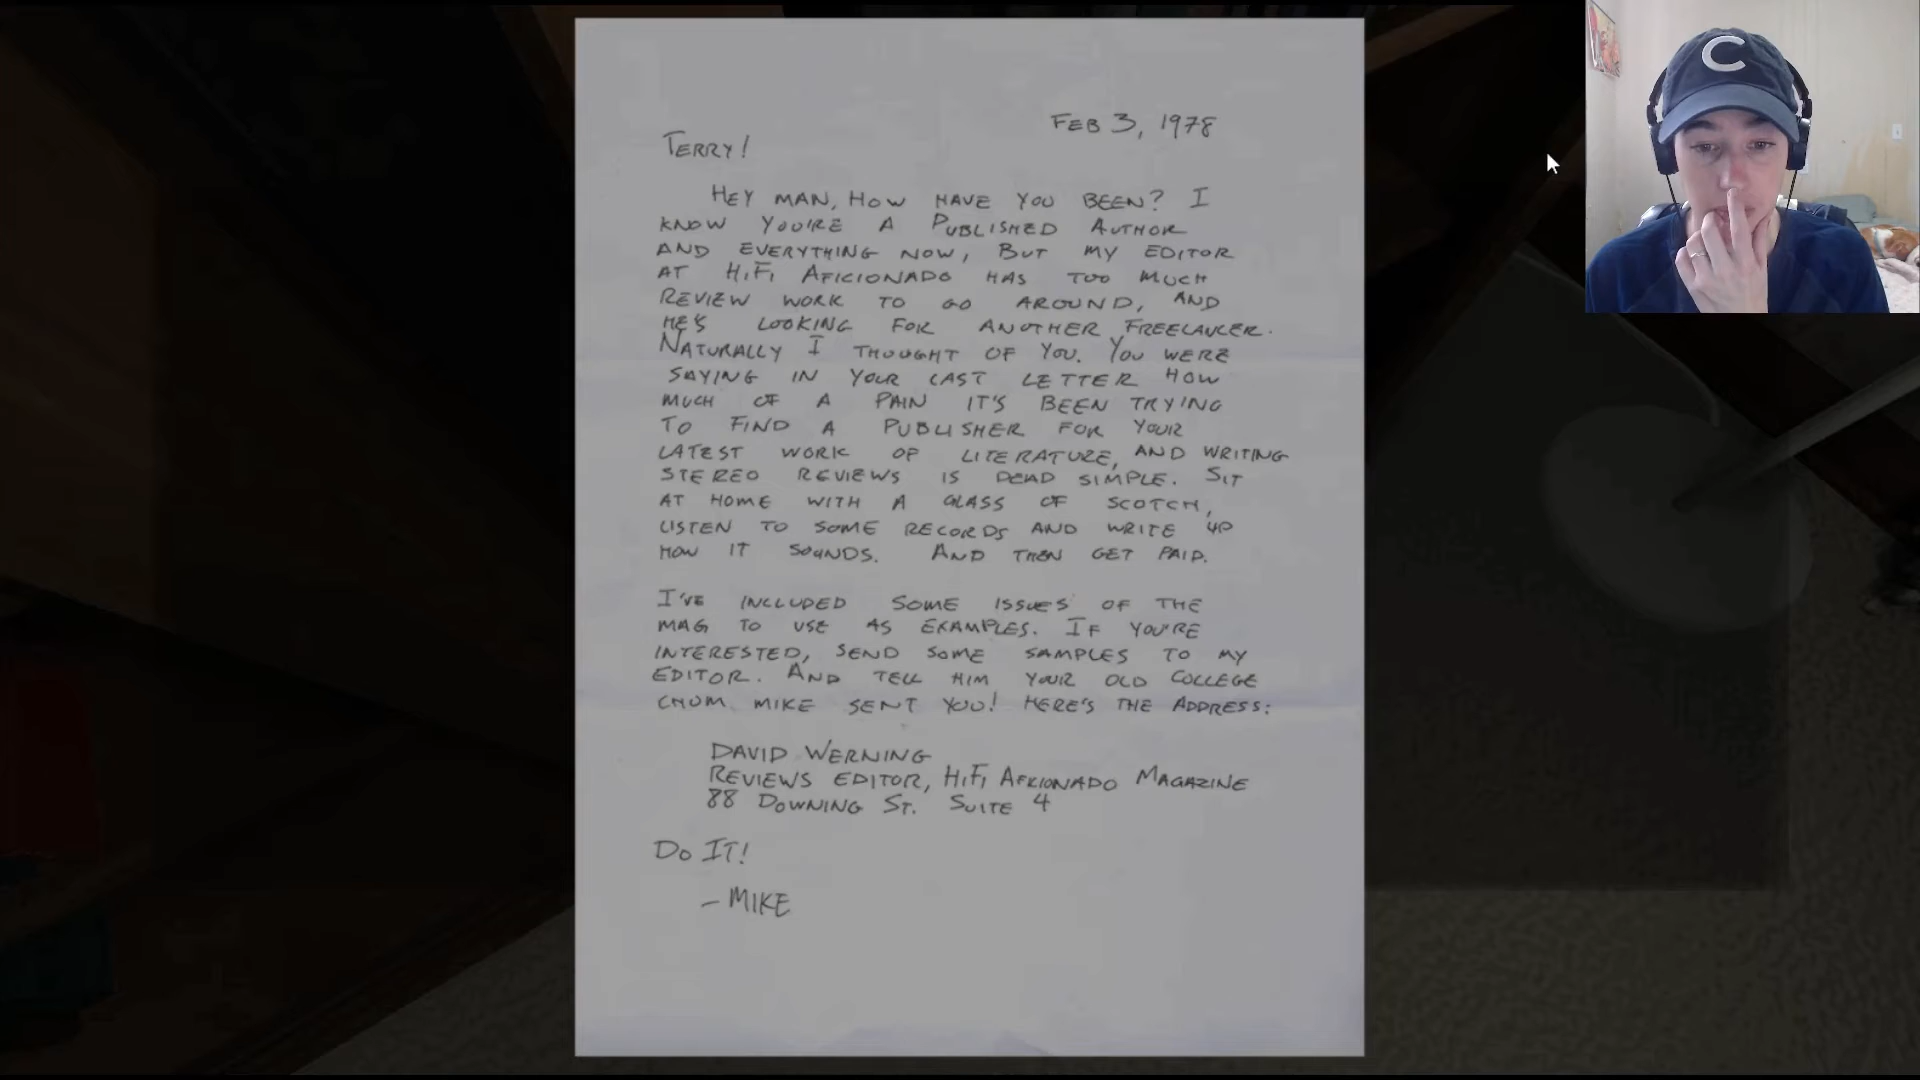 FEB 3, 1978
TERRY!
HEY MAN, HOW HAVE YOU BEEN? I
KNOW YOU'RE A PUBLISHED AUTHOR
AND EVERYTHING NOW, BUT MY EDITOR
AT HIFI AFICIONADO HAS TOO MUCH
REVIEW WORK TO GO AROUND, AND
HE'S LOOKING FOR ANOTHER FREELANCER.
NATURALLY I THOUGHT OF YOU. YOU WERE
SAYING IN YOUR LAST LETTER HOW
MUCH OF A PAIN IT'S BEEN TRYING
TO FIND A PUBLISHER FOR YOUR
LATEST WORK OF LITERATURE, AND WRITING
STEREO REVIEWS IS DEAD SIMPLE. SIT
AT HOME WITH A GLASS OF SCOTCH,
LISTEN TO SOME RECORDS AND WRITE UP
HOW IT SOUNDS. AND THEN GET PAID.
I'VE INCLUDED SOME ISSUES OF THE
MAG TO USE AS EXAMPLES. IF YOU'RE
INTERESTED, SEND SOME SAMPLES TO MY
EDITOR. AND TELL HIM YOUR OLD COLLEGE
CHUM MIKE SENT YOU! HERE'S THE ADDRESS:
DAVID WERNING
REVIEWS EDITOR, HIFI AFICIONADO MAGAZINE
88 DOWNING ST. SUITE 4
DO IT!
- MIKE
C